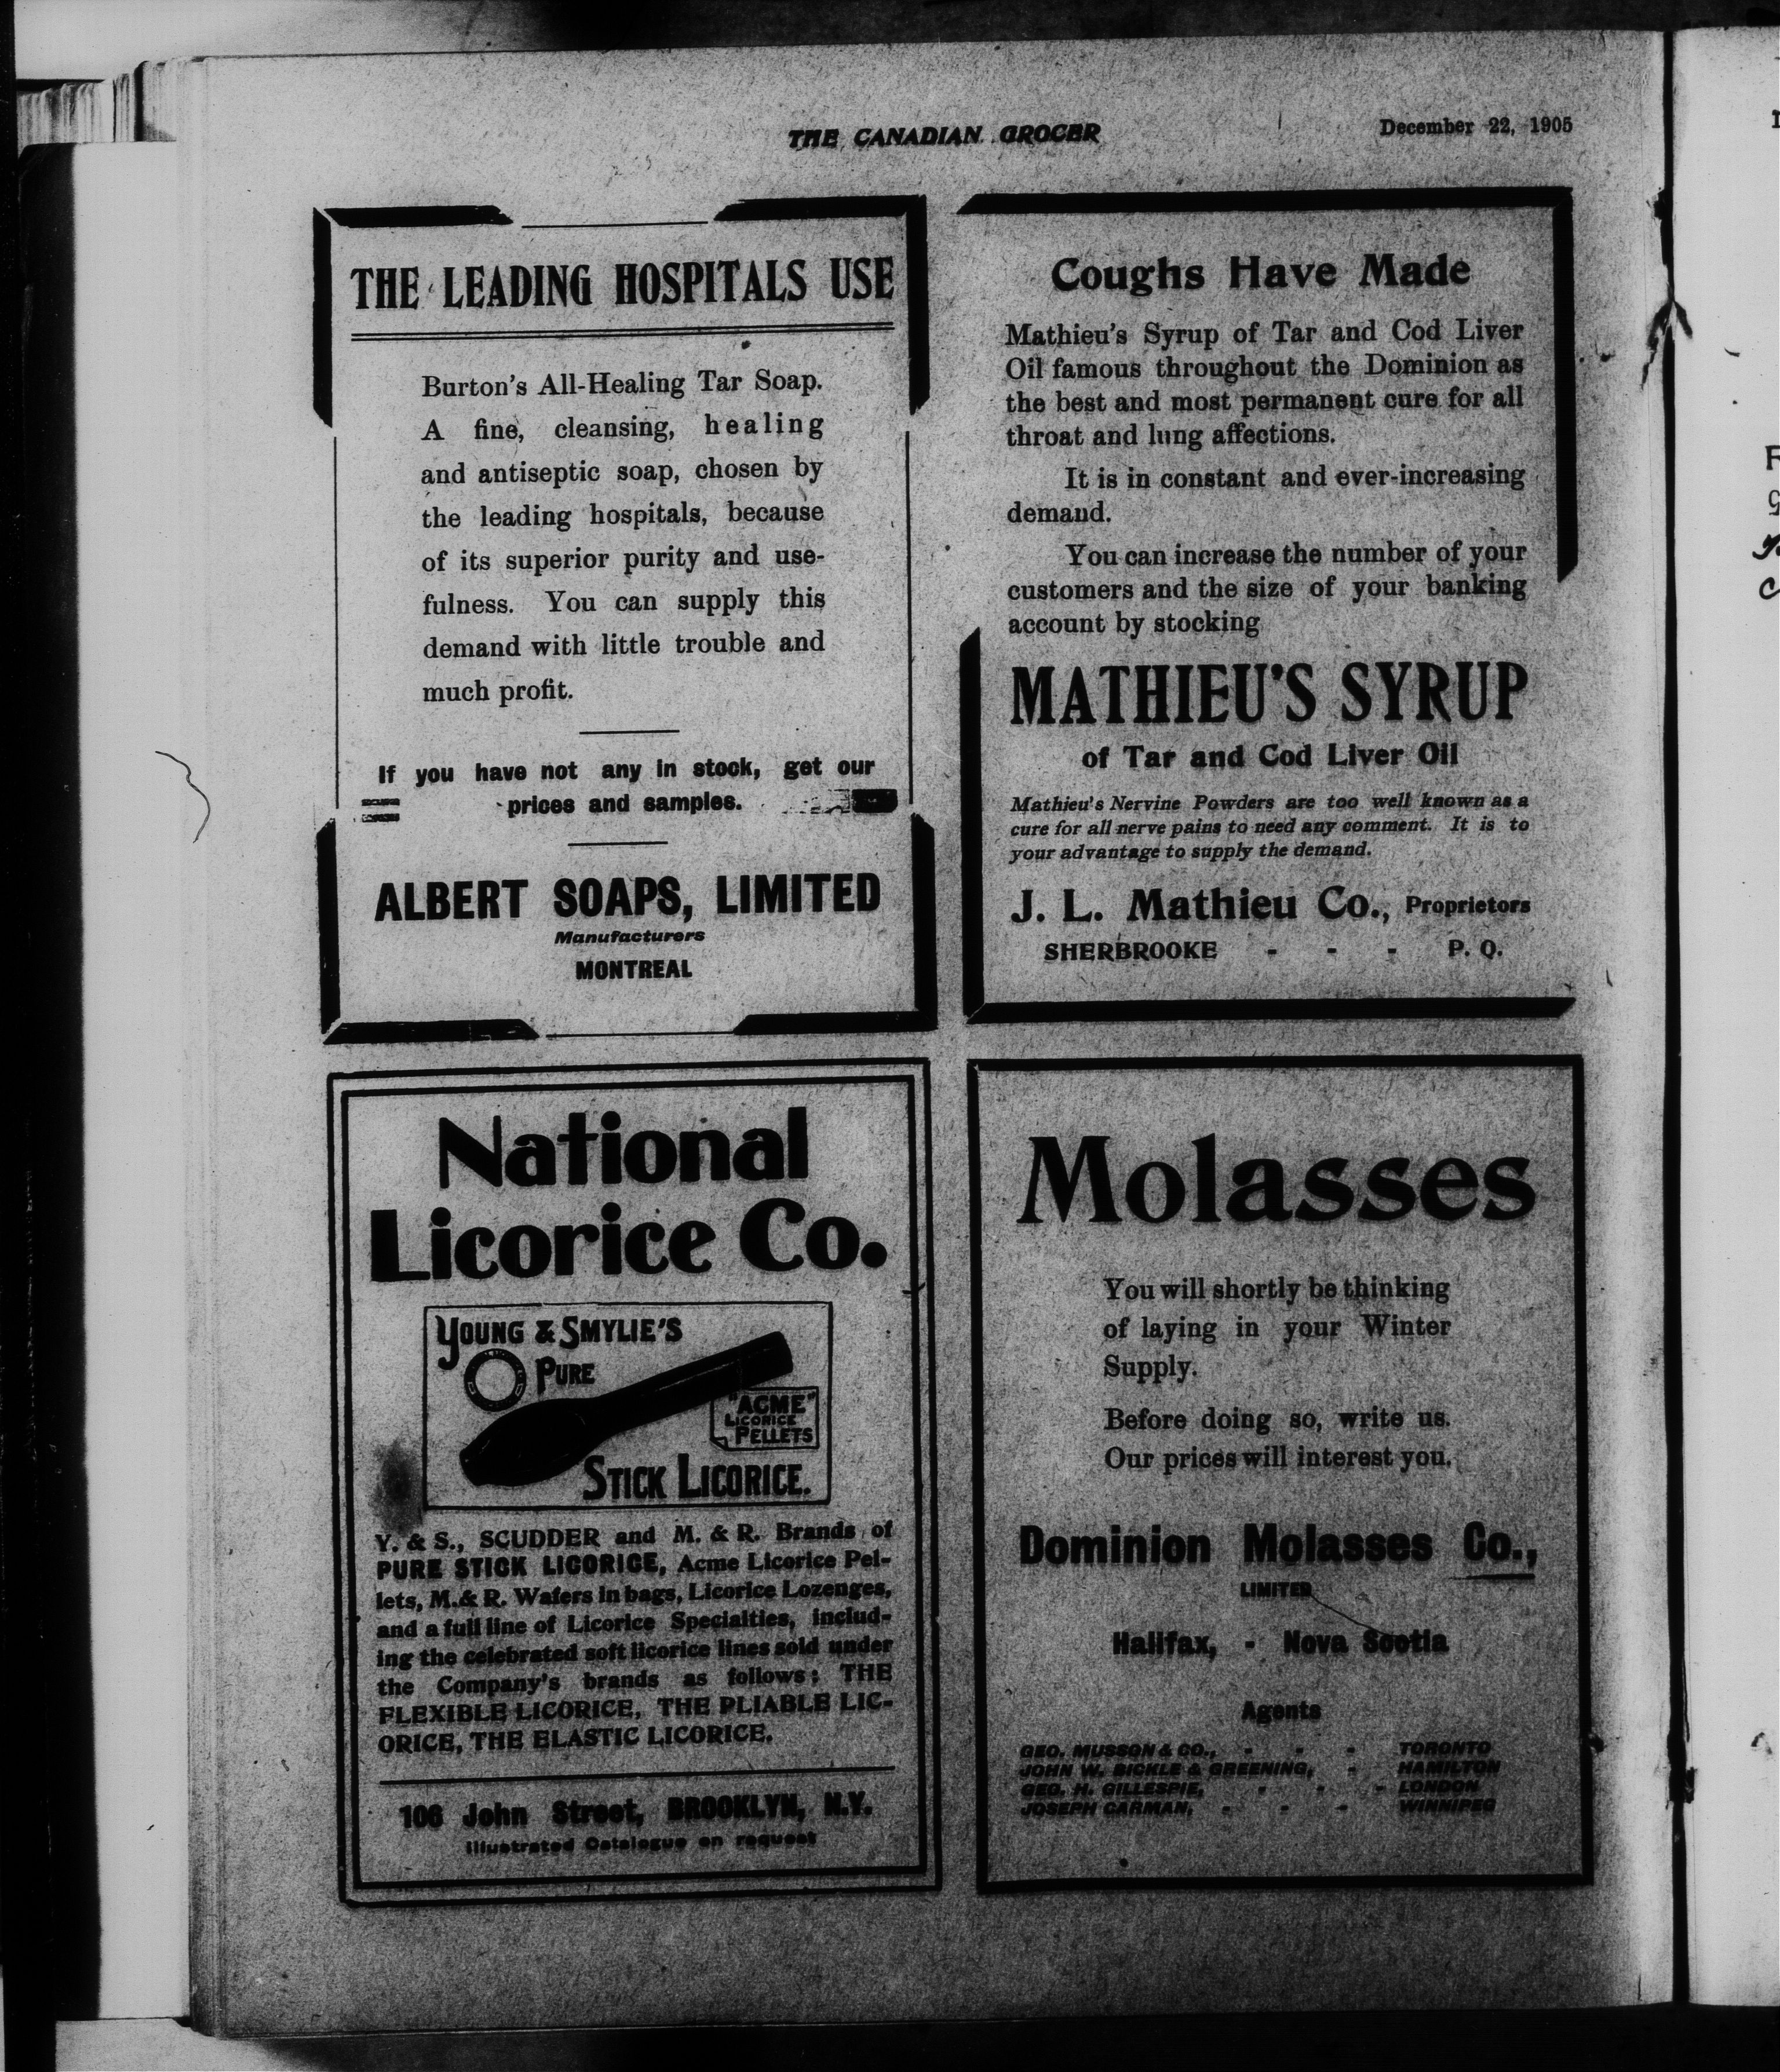 THE CANADIAN GROCER
December 22, 1905
THE LEADING HOSPITALS USE
Burton's All-Healing Tar Soap.
A fine, cleansing, healing
and antiseptic soap, chosen by
the leading hospitals, because
of its superior purity and use-
fulness. You can supply this
demand with little trouble and
much profit.
If you have not any in stock, get our
prices and samples.
ALBERT SOAPS, LIMITED
Manufacturers
MONTREAL
Coughs Have Made
Mathieu's Syrup of Tar and Cod Liver
Oil famous throughout the Dominion as
the best and most permanent cure for all
throat and lung affections.
It is in constant and ever-increasing
demand.
You can increase the number of your
customers and the size of your banking
account by stocking
MATHIEU'S SYRUP
of Tar and Cod Liver Oil
Mathieu's Nervine Powders are too well known as a
cure for all nerve pains to need any comment. It is to
your advantage to supply the demand.
J. L. Mathieu Co., Proprietors
SHERBROOKE - - - P. Q.
National
Licorice Co.
YOUNG & SMYLIE'S
PURE
"ACME"
LICORICE
PELLETS
STICK LICORICE.
Y. & S., SCUDDER and M. & R. Brands of
PURE STICK LICORICE, Acme Licorice Pel-
lets, M. & R. Wafers in bags, Licorice Lozenges,
and a full line of Licorice Specialties, includ-
ing the celebrated soft licorice lines sold under
the Company's brands as follows: THE
FLEXIBLE LICORICE, THE PLIABLE LIC-
ORICE, THE ELASTIC LICORICE.
106 John Street, BROOKLYN, N.Y.
Illustrated Catalogue on request
Molasses
You will shortly be thinking
of laying in your Winter
Supply.
Before doing so, write us.
Our prices will interest you.
Dominion Molasses Co.,
LIMITED
Halifax, - Nova Scotia
Agents
GEO. MUSSON & CO., - - - TORONTO
JOHN W. BICKLE & GREENING, - HAMILTON
GEO. H. GILLESPIE, - - - LONDON
JOSEPH CARMAN, - - - WINNIPEG